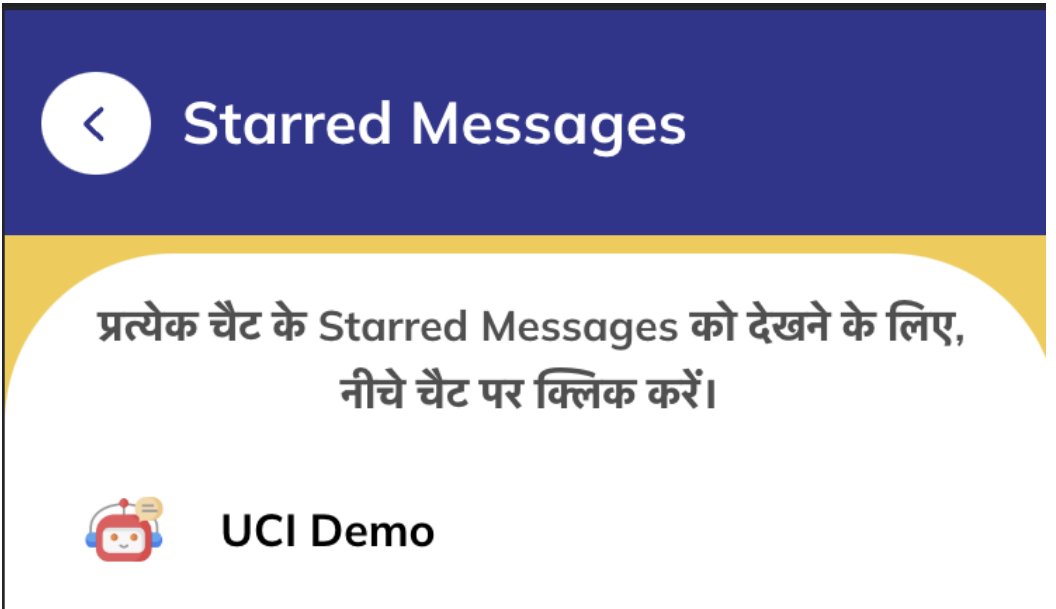 Starred Messages
प्रत्येक चैट के Starred Messages को देखने के लिए,
नीचे चैट पर क्लिक करें।
UCI Demo